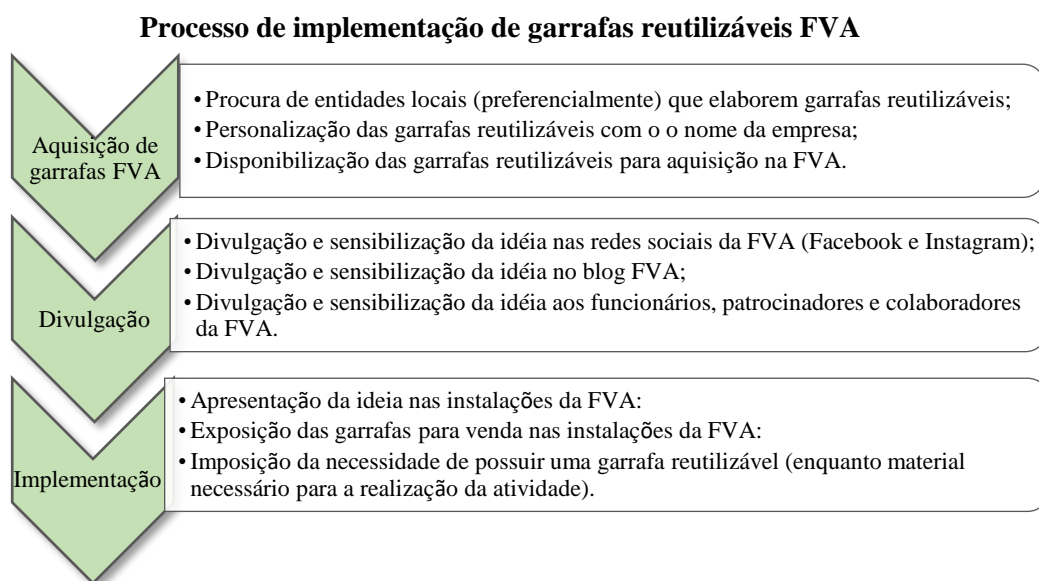 Processo de implementação de garrafas reutilizáveis FVA
Aquisição de
garrafas FVA
• Procura de entidades locais (preferencialmente) que elaborem garrafas reutilizáveis;
• Personalização das garrafas reutilizáveis com o o nome da empresa;
• Disponibilização das garrafas reutilizáveis para aquisição na FVA.
Divulgação
• Divulgação e sensibilização da idéia nas redes sociais da FVA (Facebook e Instagram);
• Divulgação e sensibilização da idéia no blog FVA;
• Divulgação e sensibilização da idéia aos funcionários, patrocinadores e colaboradores
da FVA.
Implementação
• Apresentação da ideia nas instalações da FVA:
• Exposição das garrafas para venda nas instalações da FVA:
• Imposição da necessidade de possuir uma garrafa reutilizável (enquanto material
necessário para a realização da atividade).